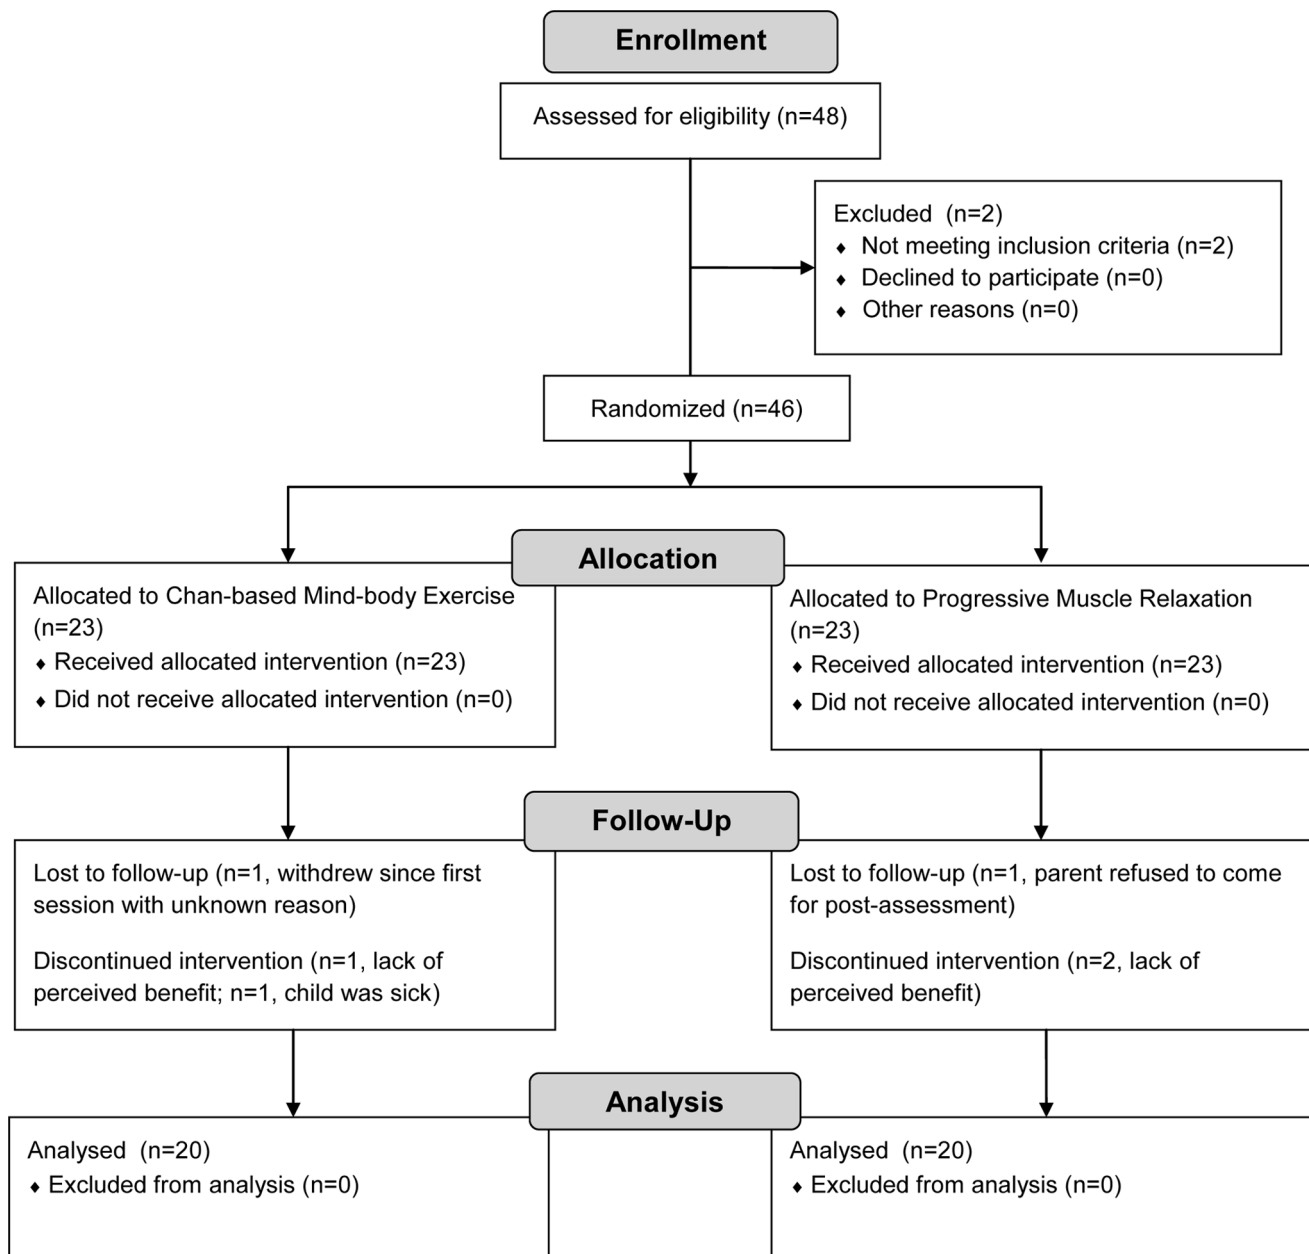 Enrollment
Assessed for eligibility (n=48)
Excluded (n=2)
♦ Not meeting inclusion criteria (n=2)
♦ Declined to participate (n=0)
♦ Other reasons (n=0)
Randomized (n=46)
Allocation
Allocated to Chan-based Mind-body Exercise
(n=23)
♦ Received allocated intervention (n=23)
♦ Did not receive allocated intervention (n=0)
Allocated to Progressive Muscle Relaxation
(n=23)
♦ Received allocated intervention (n=23)
♦ Did not receive allocated intervention (n=0)
Follow-Up
Lost to follow-up (n=1, withdrew since first
session with unknown reason)
Discontinued intervention (n=1, lack of
perceived benefit; n=1, child was sick)
Lost to follow-up (n=1, parent refused to come
for post-assessment)
Discontinued intervention (n=2, lack of
perceived benefit)
Analysis
Analysed (n=20)
♦ Excluded from analysis (n=0)
Analysed (n=20)
♦ Excluded from analysis (n=0)